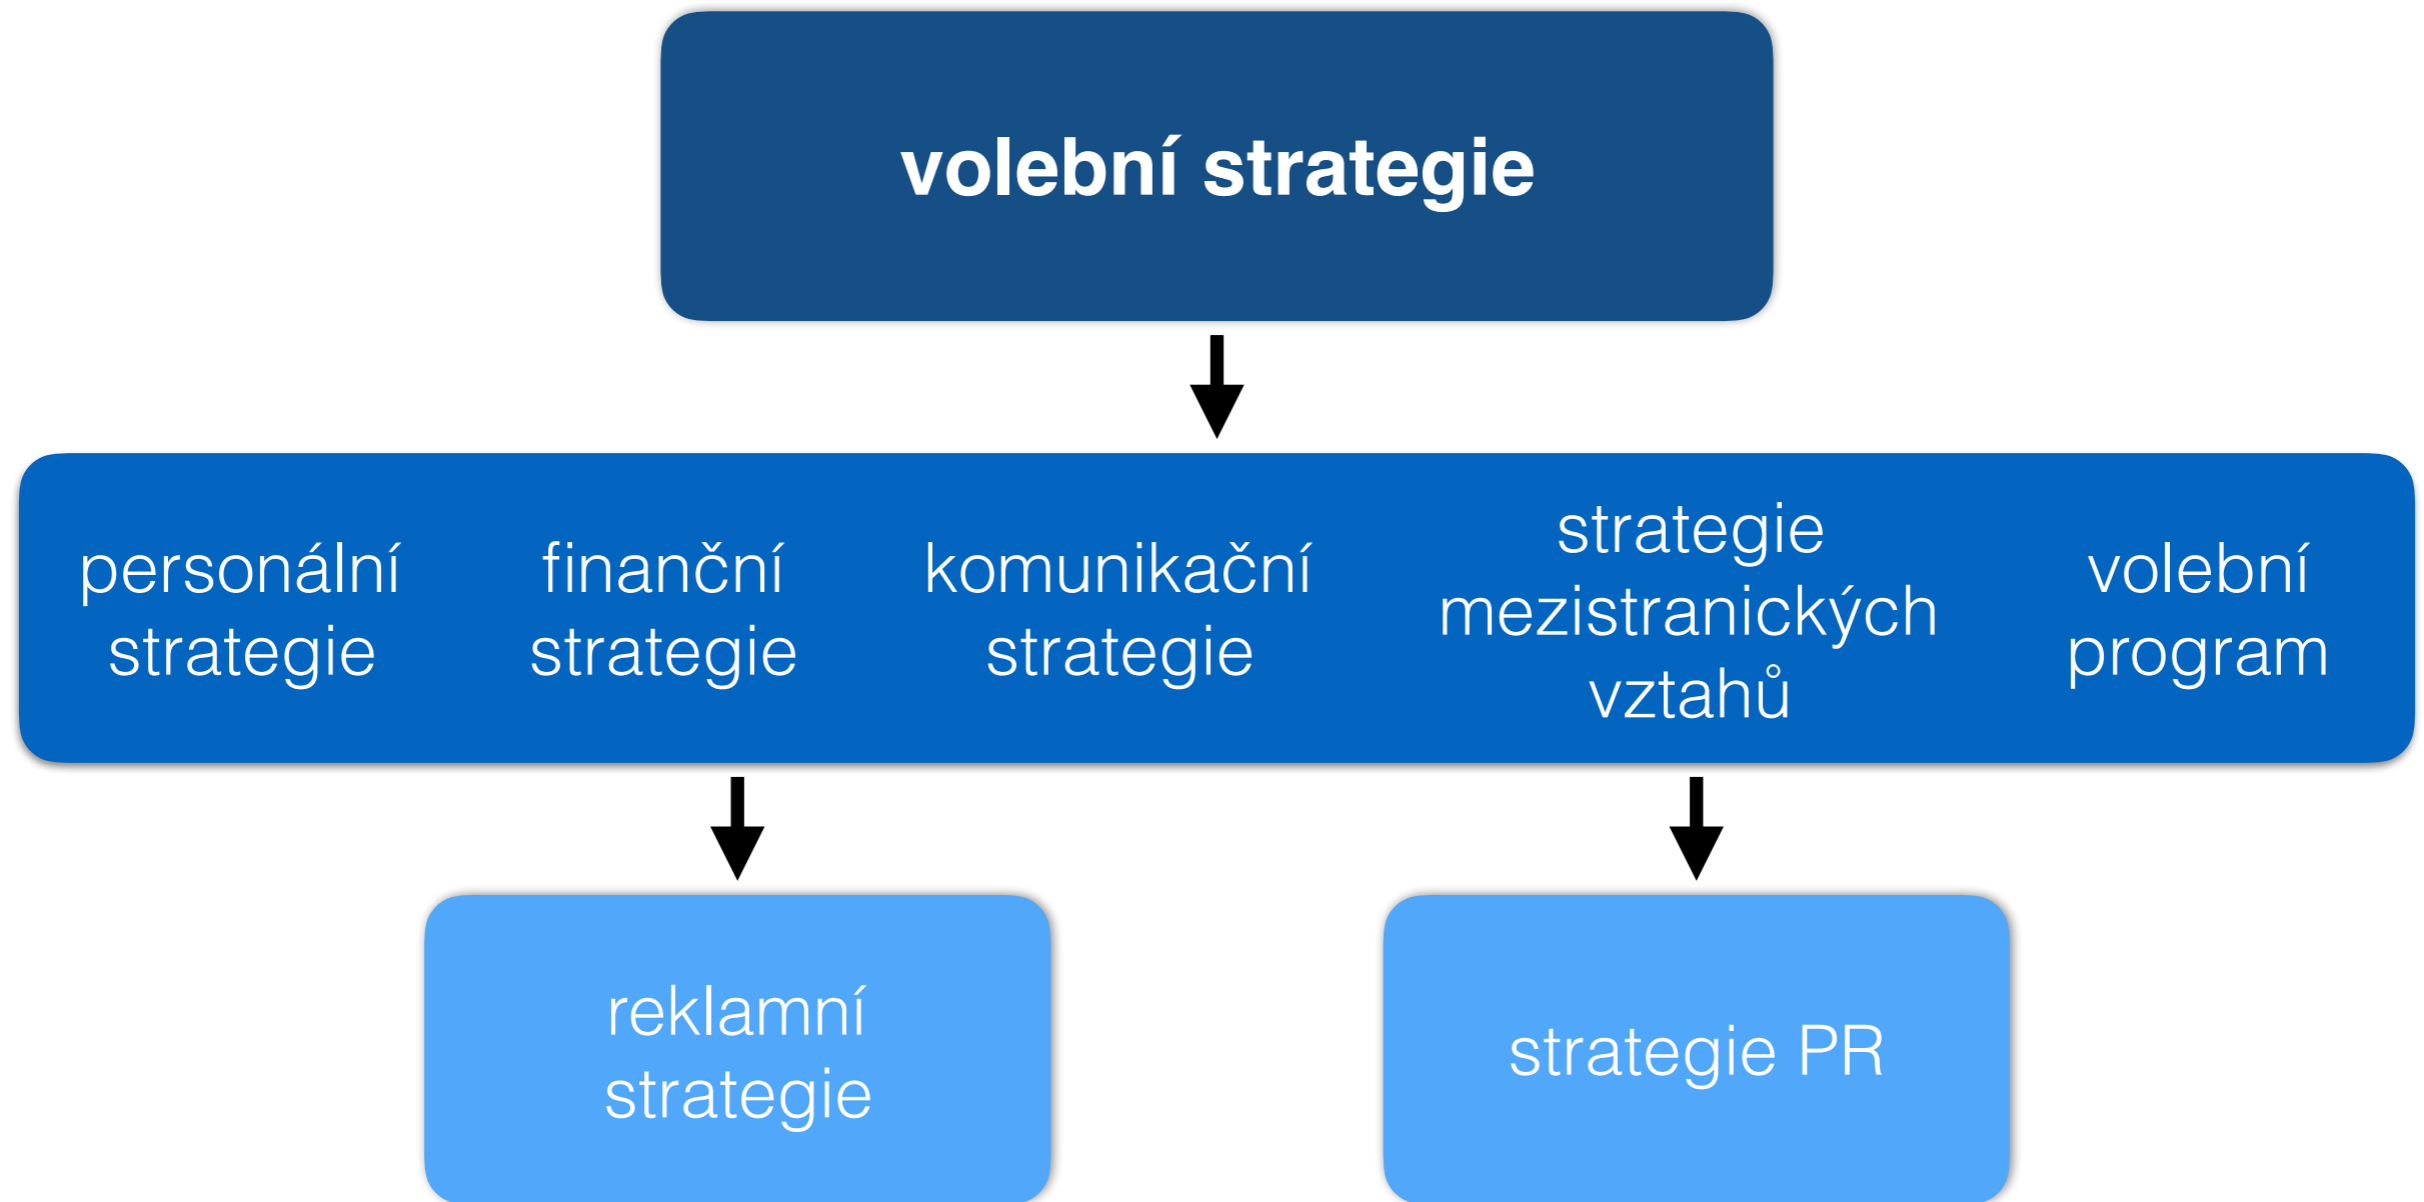 volební strategie
personální
strategie
finanční
strategie
komunikační
strategie
strategie
mezistranických
vztahů
volební
program
reklamní
strategie
strategie PR